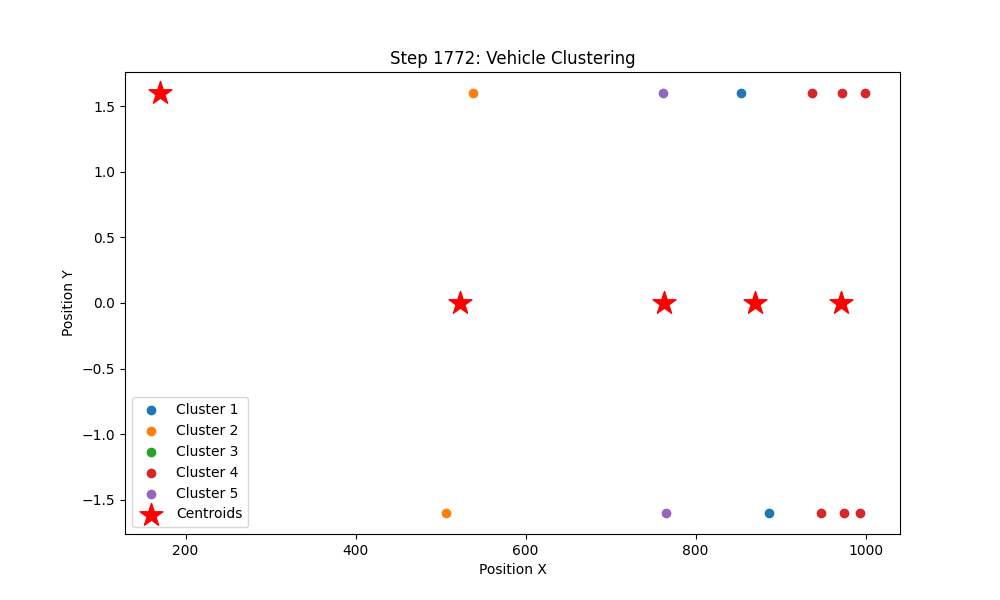 Step 1772: Vehicle Clustering
Position Y
1.5
1.0
0.5
0.0
−0.5
−1.0
−1.5
Cluster 1
Cluster 2
Cluster 3
Cluster 4
Cluster 5
Centroids
200 400 600 800 1000
Position X